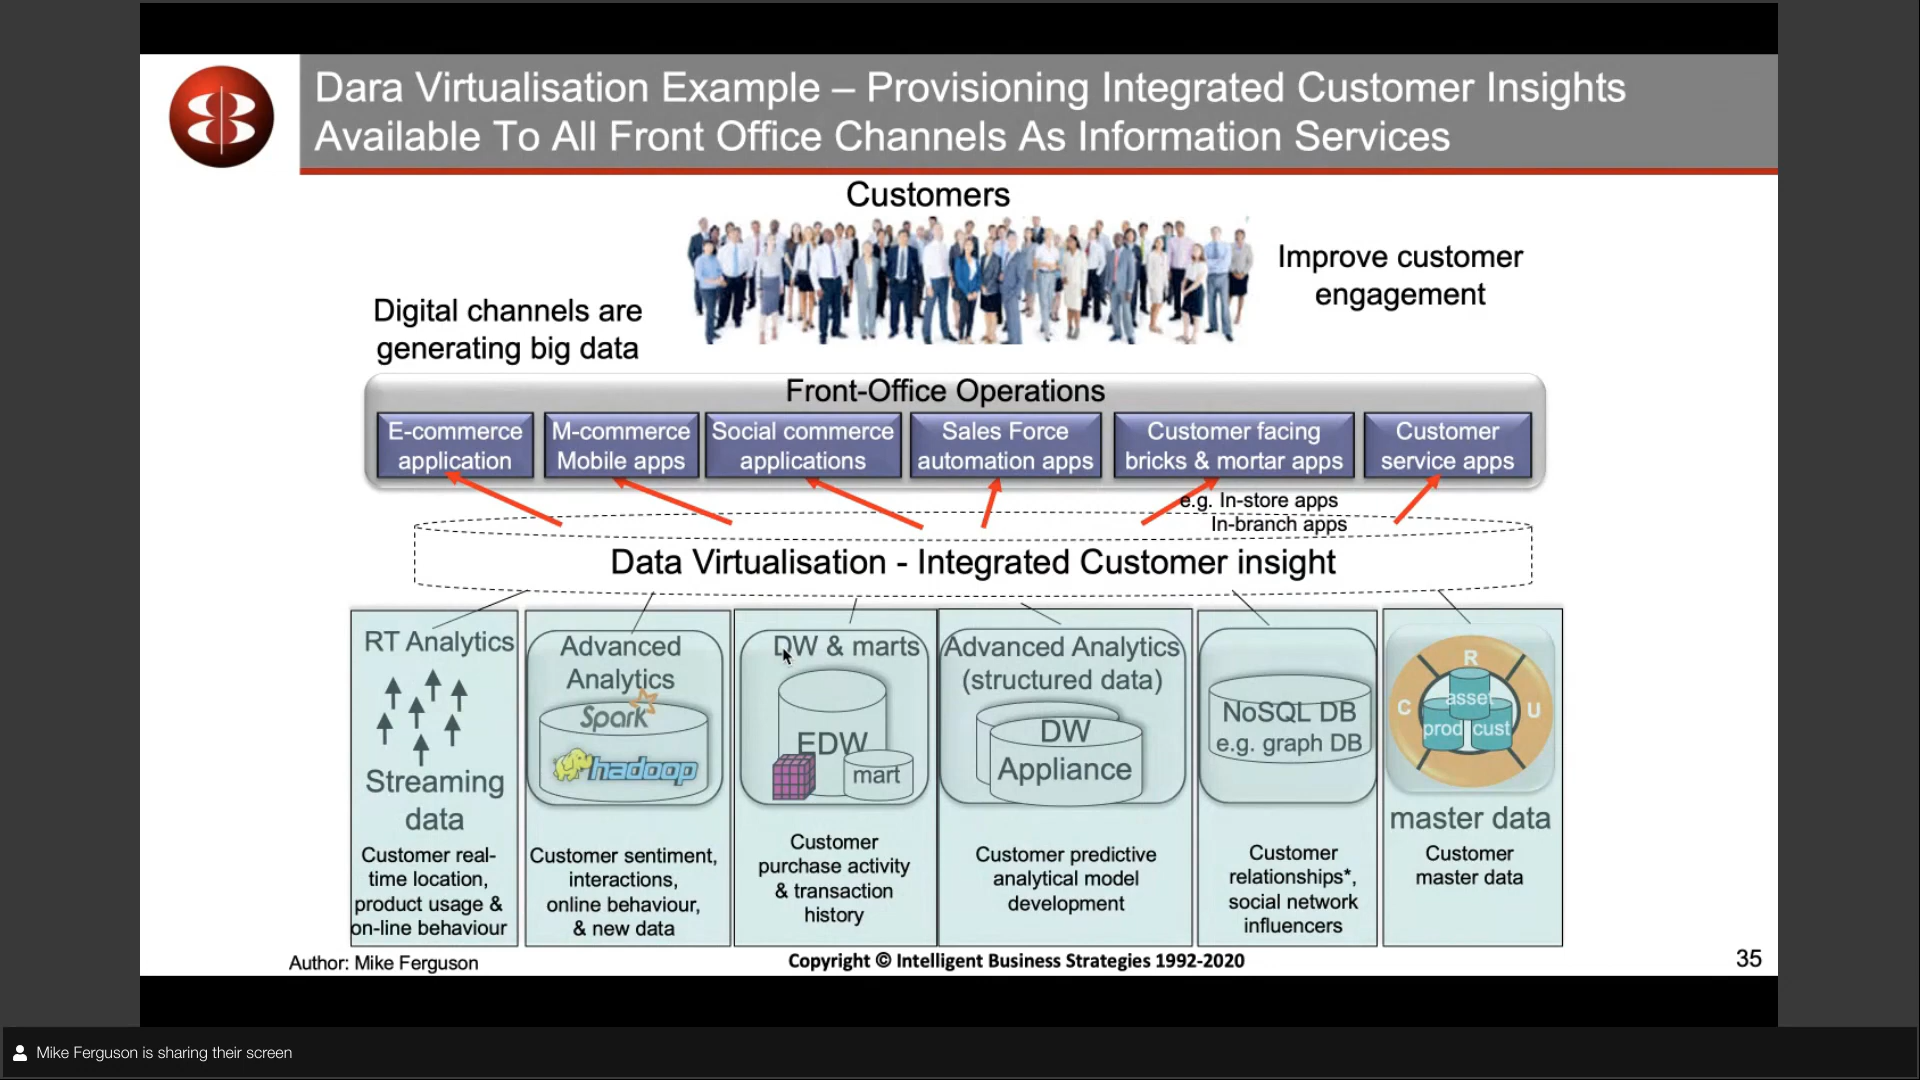 Dara Virtualisation Example – Provisioning Integrated Customer Insights
Available To All Front Office Channels As Information Services
Customers
Improve customer
engagement
Digital channels are
generating big data
Front-Office Operations
E-commerce
application
M-commerce
Mobile apps
Social commerce
applications
Sales Force
automation apps
Customer facing
bricks & mortar apps
Customer
service apps
e.g. In-store apps
In-branch apps
Data Virtualisation - Integrated Customer insight
RT Analytics
Streaming
data
Customer real-
time location,
product usage &
on-line behaviour
Advanced
Analytics
Spark
hadoop
Customer sentiment,
interactions,
online behaviour,
& new data
DW & marts
EDW
mart
Customer
purchase activity
& transaction
history
Advanced Analytics
(structured data)
DW
Appliance
Customer predictive
analytical model
development
NoSQL DB
e.g. graph DB
Customer
relationships*,
social network
influencers
R
C
U
asset
prod
cust
master data
Customer
master data
Author: Mike Ferguson
Copyright © Intelligent Business Strategies 1992-2020
35
Mike Ferguson is sharing their screen